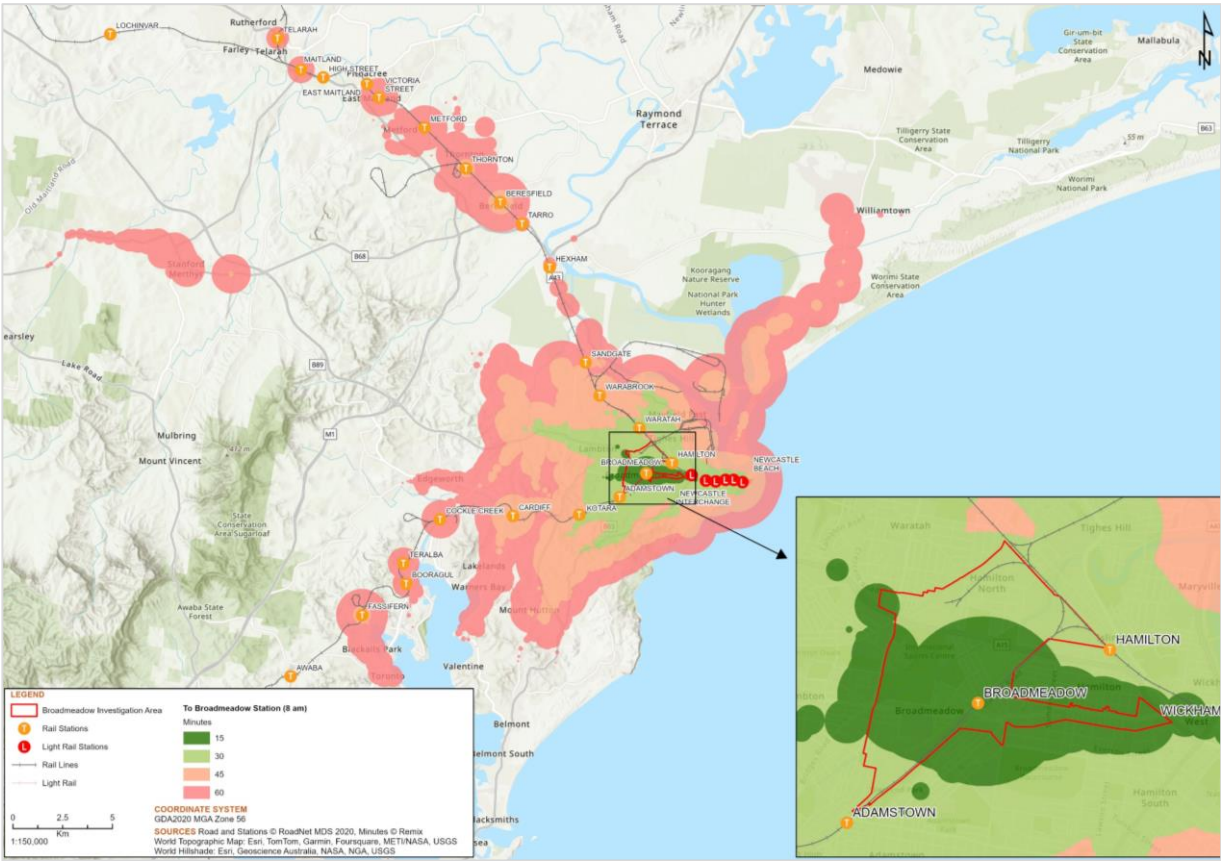 LOCHINVAR
Rutherford
TELARAH
Farley Telarah
MAITLAND
HIGH STREET
VICTORIA
STREET
EAST MAITLAND
METFORD
THORNTON
BERESFIELD
TARRO
HEXHAM
A43
B68
Old Maitland Road
Stanford
Merthyr
earsley
Lake Road
B89
Mulbring
Mount Vincent
412 m
M1
State
Conservation
Area Sugarloaf
Awaba State
Forest
Raymond
Terrace
Medowie
Gir-um-bit
State
Conservation
Area
Mallabula
N
B63
55 m
Tilligerry State
Conservation
Area
Tilligerry
National Park
Worimi
National Park
Williamtown
Worimi State
Conservation
Area
Kooragang
Nature Reserve
National Park
Hunter
Wetlands
SANDGATE
WARABROOK
WARATAH
Tighes Hill
HAMILTON
BROADMEADOW
ADAMSTOWN
NEWCASTLE
INTERCHANGE
NEWCASTLE
BEACH
Edgeworth
COCKLE CREEK
CARDIFF
KOTARA
TERALBA
BOORAGUL
Lakelands
Warners Bay
Mount Hutton
FASSIFERN
Blackalls Park
Toronto
AWABA
Valentine
Belmont
Belmont South
LEGEND
Broadmeadow Investigation Area
Rail Stations
L Light Rail Stations
Rail Lines
Light Rail
0 2.5 5
Km
1:150,000
To Broadmeadow Station (8 am)
Minutes
15
30
45
60
COORDINATE SYSTEM
GDA2020 MGA Zone 56
SOURCES Road and Stations © RoadNet MDS 2020, Minutes © Remix
World Topographic Map: Esri, TomTom, Garmin, Foursquare, METI/NASA, USGS
World Hillshade: Esri, Geoscience Australia, NASA, NGA, USGS
Waratah
Tighes Hill
Hamilton
North
Maryville
HAMILTON
BROADMEADOW
Broadmeadow
Hamilton
WICKHAM
West
ADAMSTOWN
Adamstown
Hamilton
South